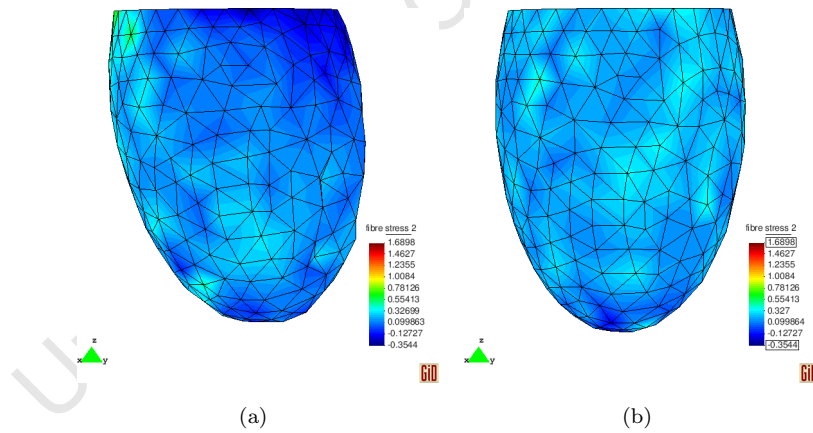 fibre stress 2
1.6898
1.4627
1.2355
1.0084
0.78126
0.55413
0.32699
0.099863
-0.12727
-0.3544
z
x y
GiD
(a)
fibre stress 2
1.6898
1.4627
1.2355
1.0084
0.78126
0.55413
0.327
0.099864
-0.12727
-0.3544
z
x y
(b)